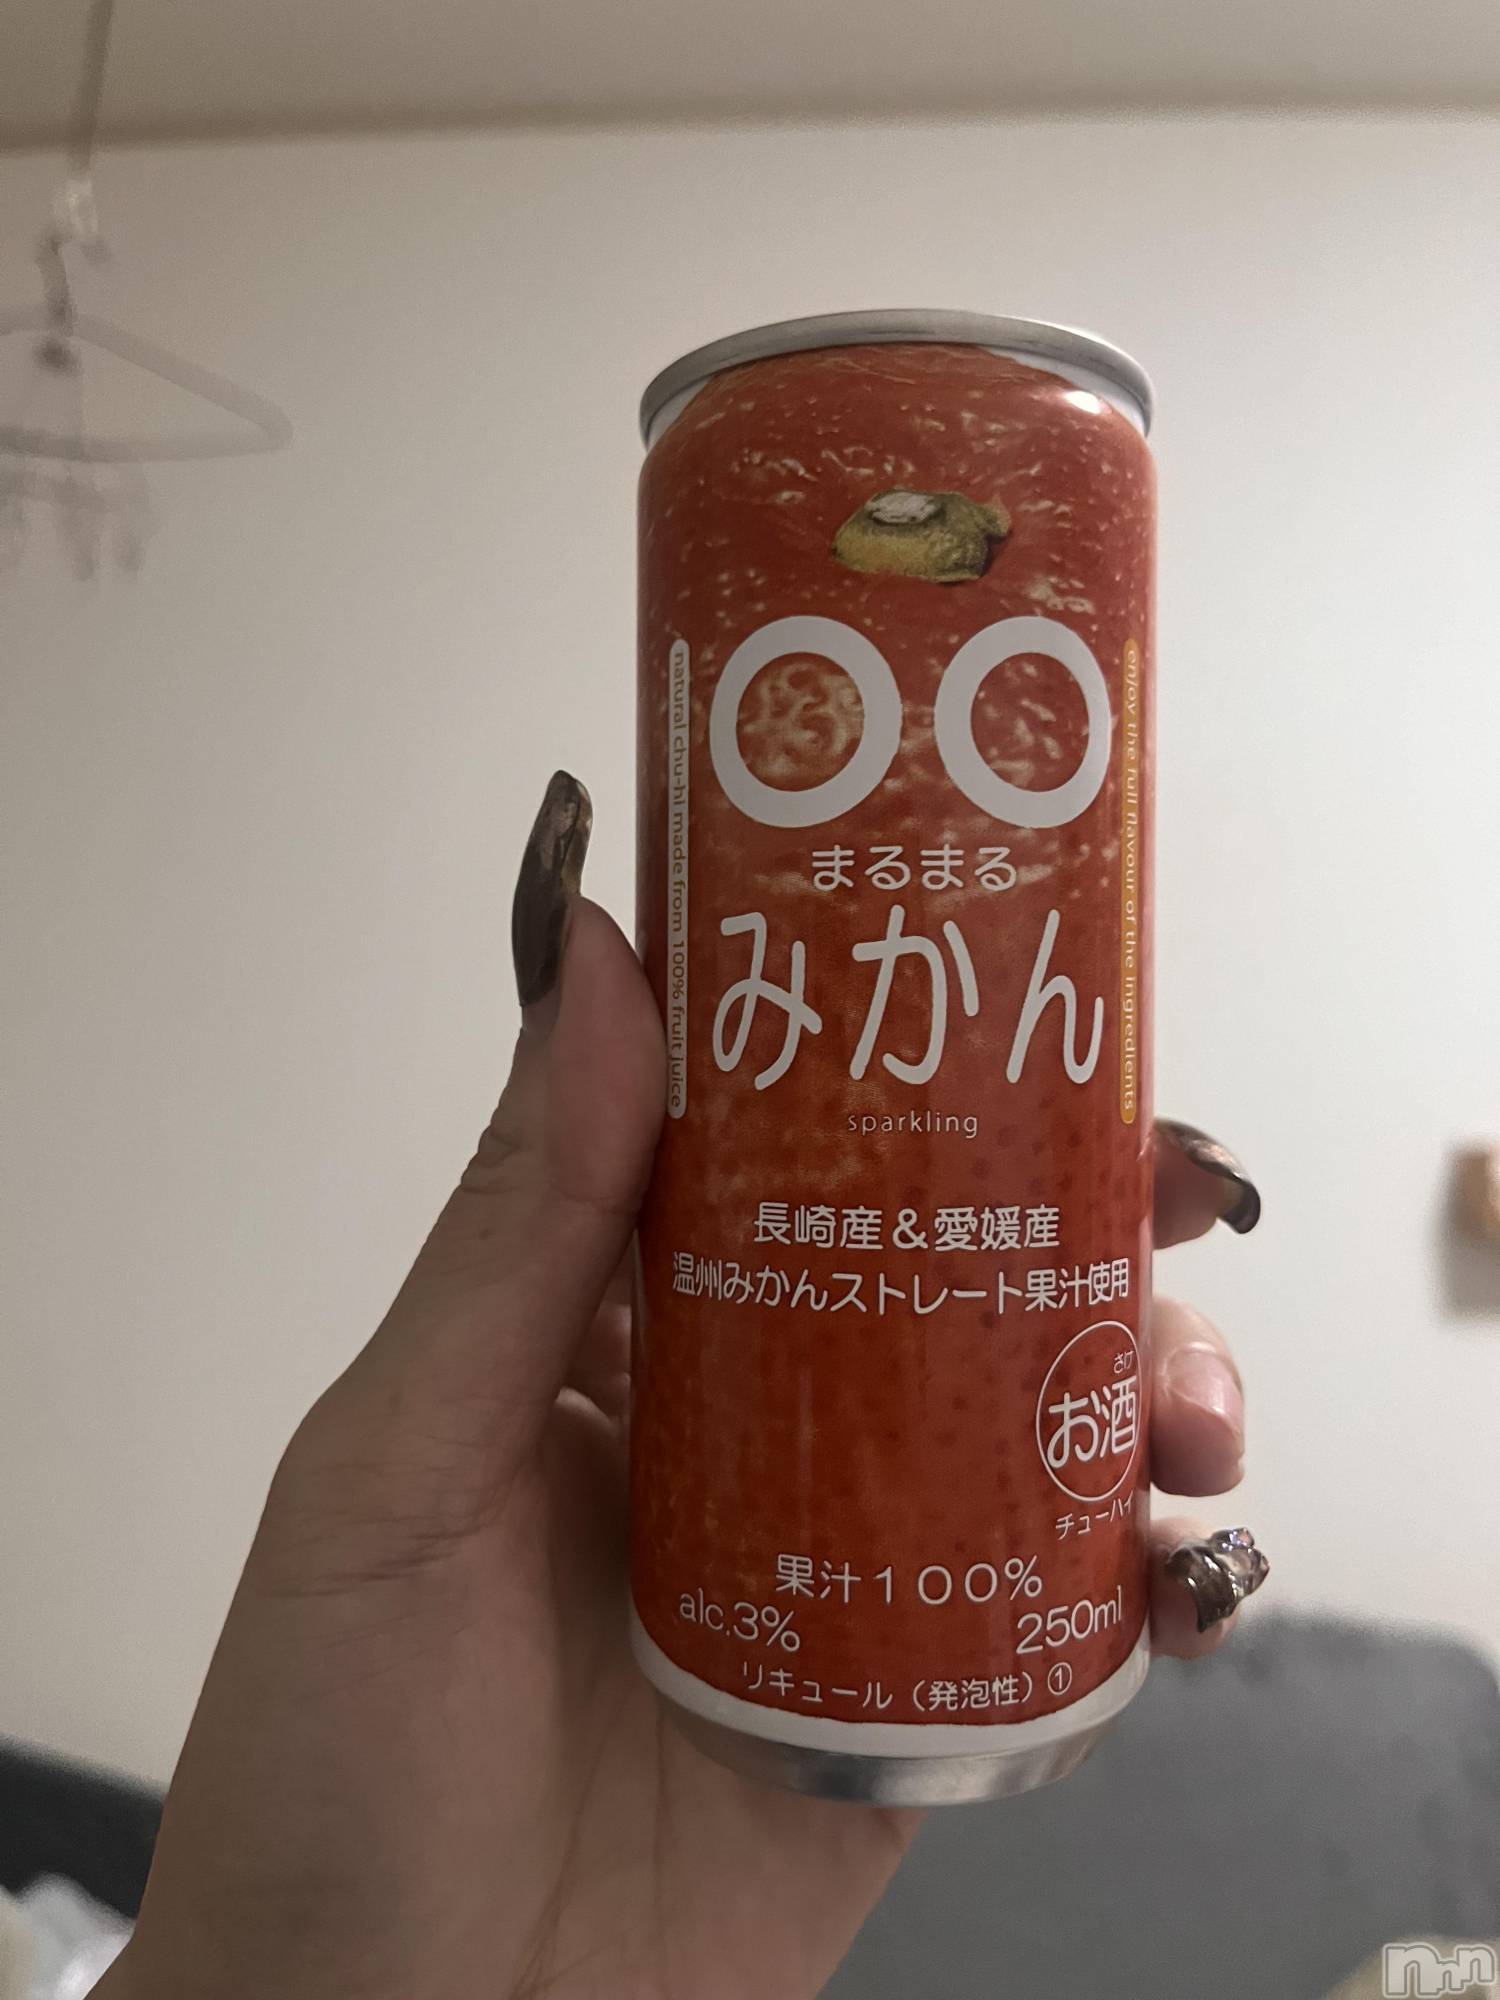 ○○
まるまる
みかん
sparkling
natural chu-hi made from 100% fruit juice
enjoy the full flavour of the ingredients
長崎産&愛媛産
温州みかんストレート果汁使用
さけ
お酒
チューハイ
果汁100%
alc.3%
250ml
リキュール(発泡性)①
nnn